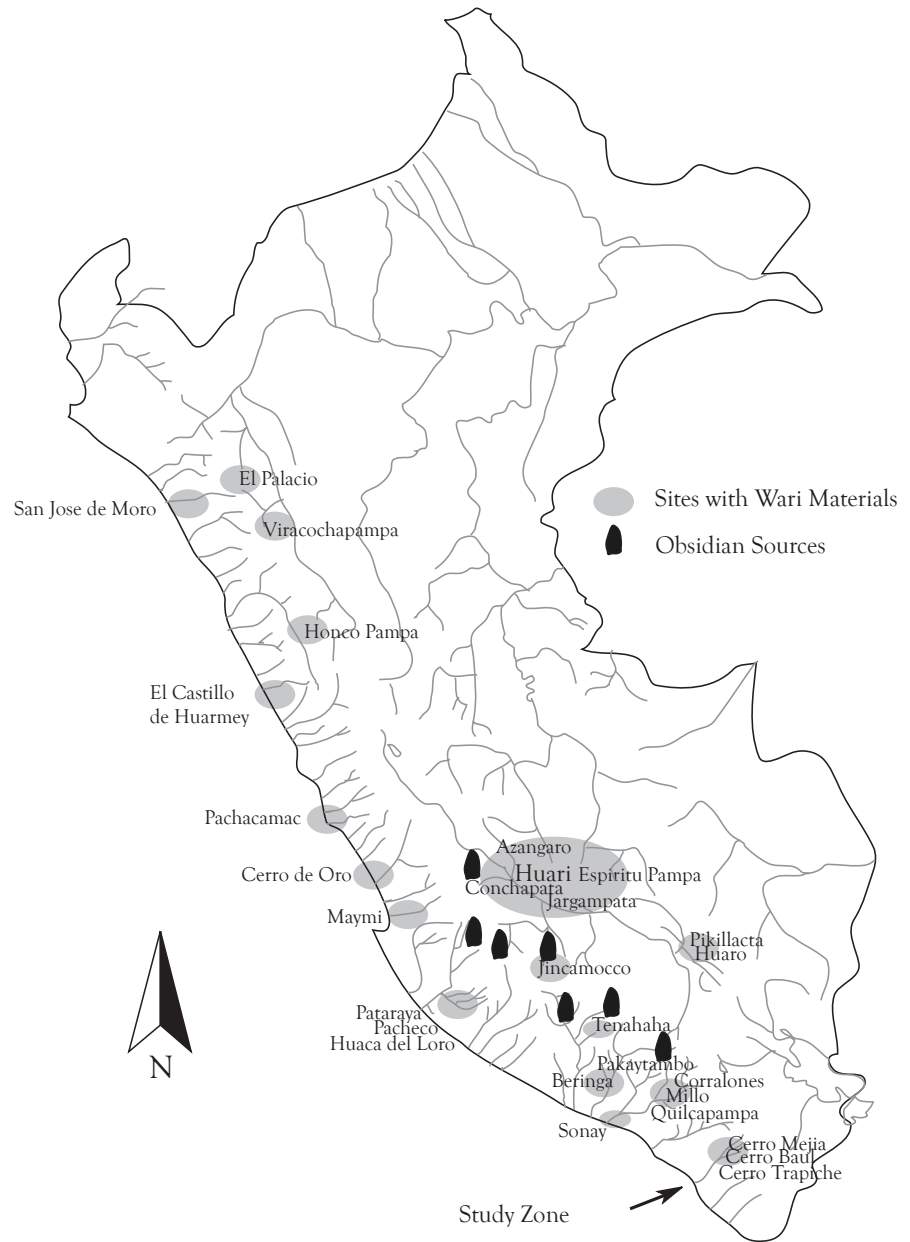 El Palacio
San Jose de Moro
Viracochapampa
Sites with Wari Materials
Obsidian Sources
Honco Pampa
El Castillo
de Huarmey
Pachacamac
Azangaro
Cerro de Oro
Huari
Espiritu Pampa
Conchapata
Jargampata
Maymi
Pikillacta
Huaro
Jincamocco
Pataraya
Pacheco
Huaca del Loro
Tenahaha
N
Pakaytambo
Beringa
Corralones
Millo
Quilcapampa
Sonay
Cerro Mejia
Cerro Baul
Cerro Trapiche
Study Zone